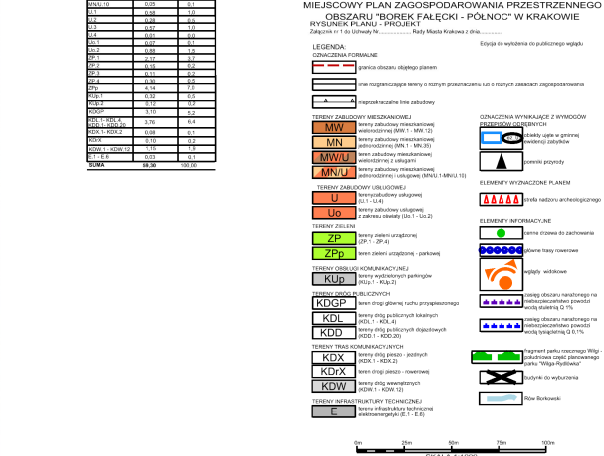 MN/U.10 0,05 0,1
U.1 0,58 1,0
U.2 0,28 0,5
U.3 0,57 1,0
U.4 0,01 0,0
Uo.1 0,07 0,1
Uo.2 0,88 1,5
ZP.1 2,17 3,7
ZP.2 0,15 0,2
ZP.3 0,11 0,2
ZP.4 0,30 0,5
ZPp 4,14 7,0
KUp.1 0,32 0,5
KUp.2 0,12 0,2
KDGP 3,10 5,2
KDL.1- KDL.4
KDD.1- KDD.20 3,76 6,4
KDX.1- KDX.2 0,08 0,1
KDrX 0,10 0,2
KDW.1 - KDW.12 1,15 1,9
E.1 - E.6 0,03 0,1
SUMA 59,30 100,00
MIEJSCOWY PLAN ZAGOSPODAROWANIA PRZESTRZENNEGO
OBSZARU "BOREK FAŁĘCKI - PÓŁNOC" W KRAKOWIE
RYSUNEK PLANU - PROJEKT
Załącznik nr 1 do Uchwały Nr................... Rady Miasta Krakowa z dnia.............
Edycja do wyłożenia do publicznego wglądu
LEGENDA:
OZNACZENIA FORMALNE
granica obszaru objętego planem
linie rozgraniczające tereny o różnym przeznaczeniu lub o różnych zasadach zagospodarowania
nieprzekraczalne linie zabudowy
TERENY ZABUDOWY MIESZKANIOWEJ
MW tereny zabudowy mieszkaniowej
wielorodzinnej (MW.1 - MW.12)
MN tereny zabudowy mieszkaniowej
jednorodzinnej (MN.1 - MN.35)
MW/U teren zabudowy mieszkaniowej
wielorodzinnej z usługami
MN/U tereny zabudowy mieszkaniowej
jednorodzinnej i usługowej (MN/U.1-MN/U.10)
TERENY ZABUDOWY USŁUGOWEJ
U tereny zabudowy usługowej
(U.1 - U.4)
Uo tereny zabudowy usługowej
z zakresu oświaty (Uo.1 - Uo.2)
TERENY ZIELENI
ZP tereny zieleni urządzonej
(ZP.1 - ZP.4)
ZPp teren zieleni urządzonej - parkowej
TERENY OBSŁUGI KOMUNIKACYJNEJ
KUp tereny wydzielonych parkingów
(KUp.1 - KUp.2)
TERENY DRÓG PUBLICZNYCH
KDGP teren drogi głównej ruchu przyspieszonego
KDL tereny dróg publicznych lokalnych
(KDL.1 - KDL.4)
KDD tereny dróg publicznych dojazdowych
(KDD.1 - KDD.20)
TERENY TRAS KOMUNIKACYJNYCH
KDX tereny dróg pieszo - jezdnych
(KDX.1 - KDX.2)
KDrX teren drogi pieszo - rowerowej
KDW tereny dróg wewnętrznych
(KDW.1 - KDW.12)
TERENY INFRASTRUKTURY TECHNICZNEJ
E tereny infrastruktury technicznej
elektroenergetyki (E.1 - E.6)
OZNACZENIA WYNIKAJĄCE Z WYMOGÓW
PRZEPISÓW ODRĘBNYCH
obiekty ujęte w gminnej
ewidencji zabytków
pomniki przyrody
ELEMENTY WYZNACZONE PLANEM
strefa nadzoru archeologicznego
ELEMENTY INFORMACYJNE
cenne drzewa do zachowania
główne trasy rowerowe
wglądy widokowe
zasięg obszaru narażonego na
niebezpieczeństwo powodzi
wodą stuletnią Q 1%
zasięg obszaru narażonego na
niebezpieczeństwo powodzi
wodą tysiącletnią Q 0,1%
fragment parku rzecznego Wilgi -
południowa część planowanego
parku "Wilga-Rydlówka"
budynki do wyburzenia
Rów Borkowski
0m 25m 50m 75m 100m